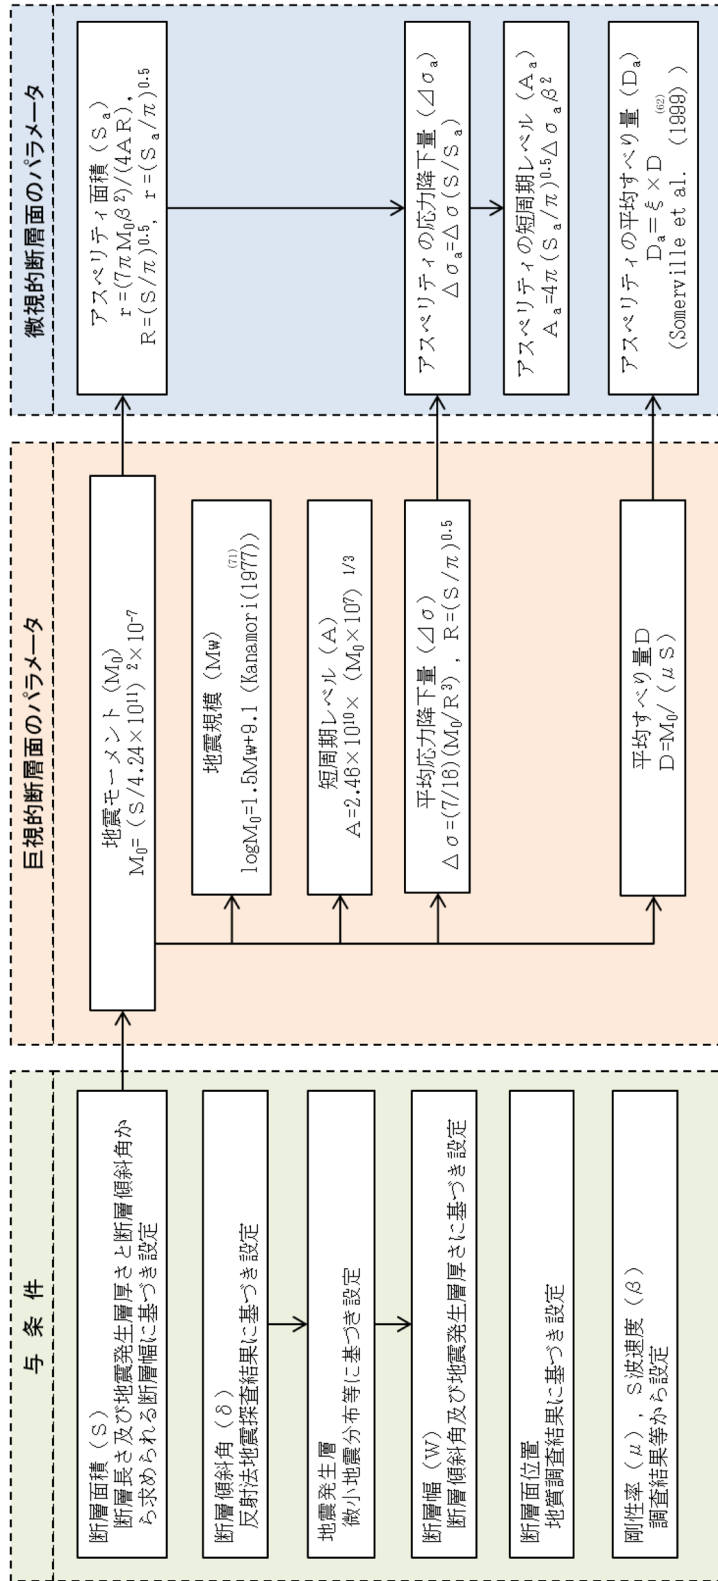 与 条 件
断層面積（S）
断層長さ及び地震発生層厚さと断層傾斜角か
ら求められる断層幅に基づき設定
断層傾斜角（δ）
反射法地震探査結果に基づき設定
地震発生層
微小地震分布等に基づき設定
断層幅（W）
断層傾斜角及び地震発生層厚さに基づき設定
断層面位置
地質調査結果に基づき設定
剛性率（μ），S波速度（β）
調査結果等から設定
巨視的断層面のパラメータ
地震モーメント（M₀）
M₀=（S/4.24×10¹¹）²×10⁻⁷
地震規模（Mw）
logM₀=1.5Mw+9.1（Kanamori(1977)⁽⁷¹⁾）
短周期レベル（A）
A=2.46×10¹⁰×（M₀×10⁷）^1/3
平均応力降下量（Δσ）
Δσ=(7/16)(M₀/R³)，R=(S/π)^0.5
平均すべり量D
D=M₀/（μS）
微視的断層面のパラメータ
アスペリティ面積（Sₐ）
r=(7πM₀β²)/(4AR)，
R=(S/π)^0.5，r=(Sₐ/π)^0.5
アスペリティの応力降下量（Δσₐ）
Δσₐ=Δσ(S/Sₐ)
アスペリティの短周期レベル（Aₐ）
Aₐ=4π(Sₐ/π)^0.5Δσₐβ²
アスペリティの平均すべり量（Dₐ）
Dₐ=ξ×D
（Somerville et al.（1999）⁽⁶²⁾）